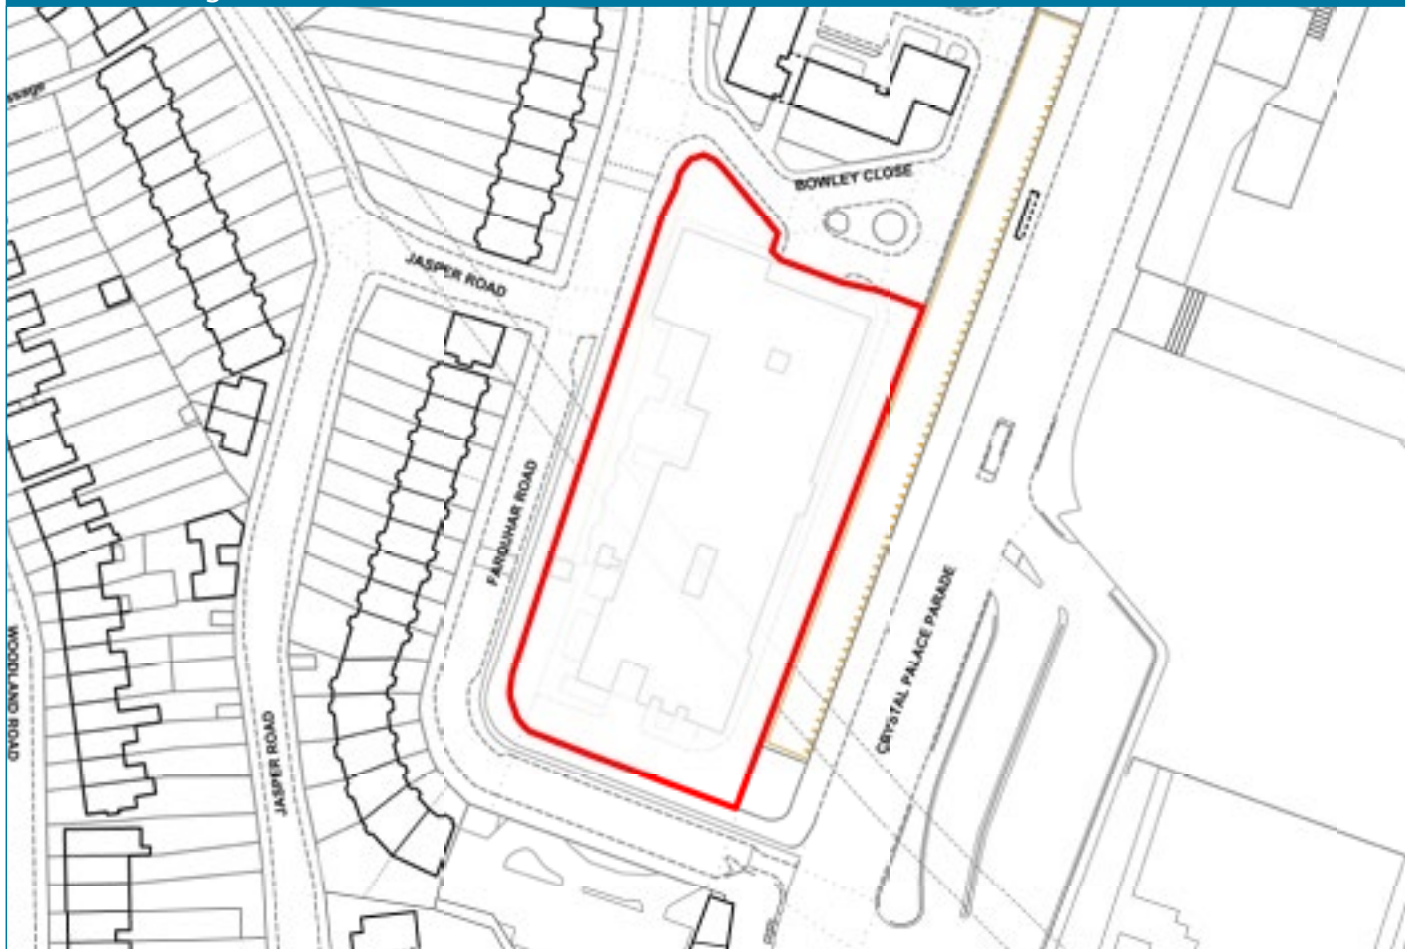 BOWLEY CLOSE
JASPER ROAD
FARQUHAR ROAD
CRYSTAL PALACE PARADE
WOODLAND ROAD
JASPER ROAD